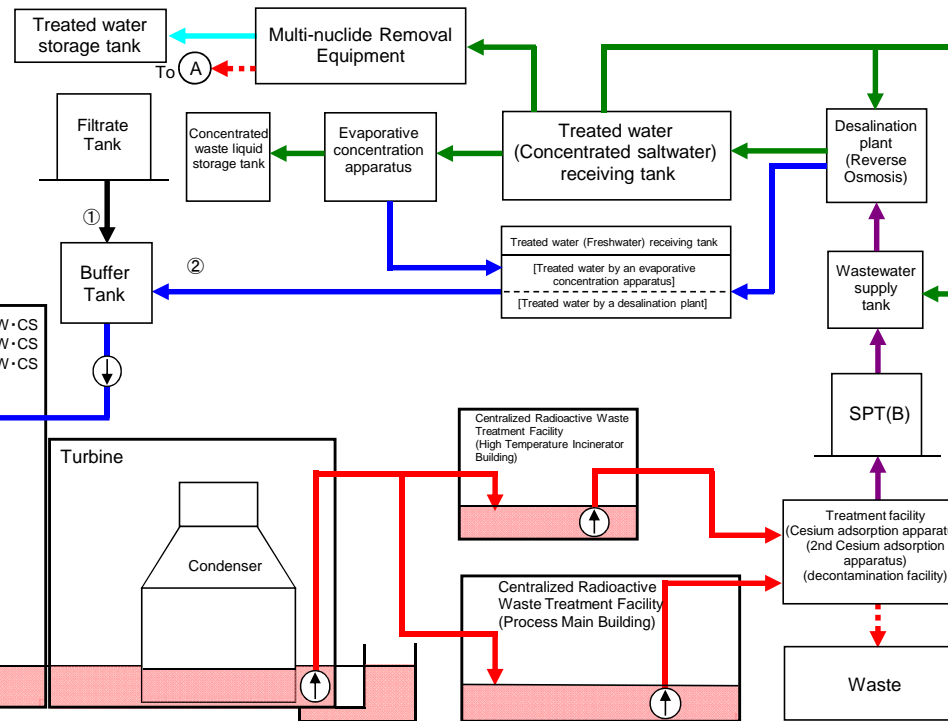 Treated water
storage tank
Multi-nuclide Removal
Equipment
To A
Filtrate
Tank
Concentrated
waste liquid
storage tank
Evaporative
concentration
apparatus
Treated water
(Concentrated saltwater)
receiving tank
Desalination
plant
(Reverse
Osmosis)
①
②
Buffer
Tank
Treated water (Freshwater) receiving tank
[Treated water by an evaporative
concentration apparatus]
[Treated water by a desalination plant]
Wastewater
supply
tank
W・CS
W・CS
W・CS
SPT(B)
Turbine
Condenser
Centralized Radioactive Waste
Treatment Facility
(High Temperature Incinerator
Building)
Centralized Radioactive
Waste Treatment Facility
(Process Main Building)
Treatment facility
(Cesium adsorption apparatu
(2nd Cesium adsorption
apparatus)
(decontamination facility)
Waste